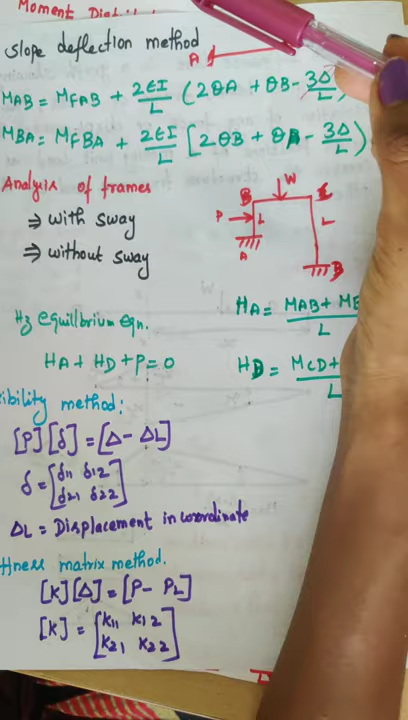 Moment
slope deflection method
A
MAB = MFAB + 2EI/L (2θA + θB - 3Δ/L)
MBA = MFBA + 2EI/L [2θB + θA - 3Δ/L)
Analysis of frames
⇒ with sway
⇒ without sway
B W C
P L L
A D
Hz equilibrium eqn.
HA + HD + P = 0
HA = MAB + MB
L
HD = MCD +
L
ibility method:
[P][δ] = [Δ - ΔL]
δ = [δ11 δ12
δ21 δ22]
ΔL = Displacement in coordinate
ffness matrix method.
[K][Δ] = [P - PL]
[K] = [K11 K12
K21 K22]